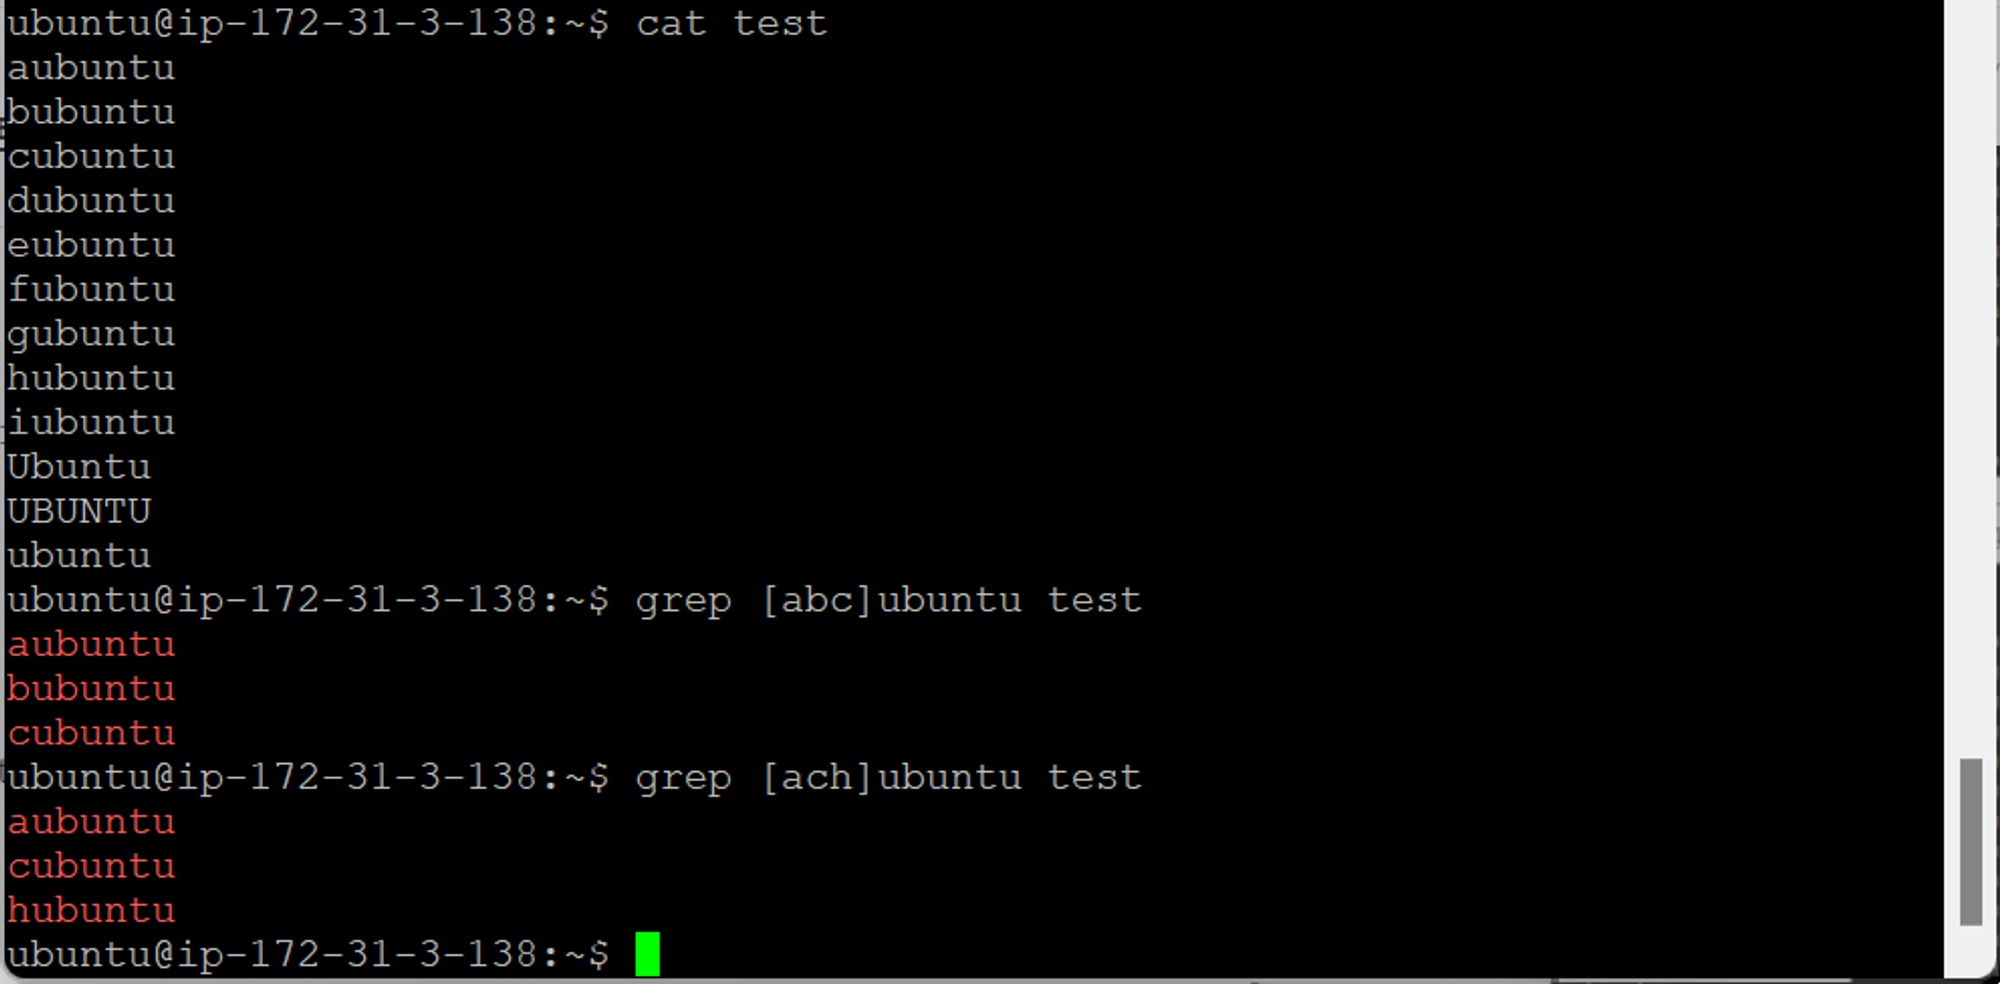 ubuntu@ip-172-31-3-138:~$ cat test
aubuntu
bubuntu
cubuntu
dubuntu
eubuntu
fubuntu
gubuntu
hubuntu
iubuntu
Ubuntu
UBUNTU
ubuntu
ubuntu@ip-172-31-3-138:~$ grep [abc]ubuntu test
aubuntu
bubuntu
cubuntu
ubuntu@ip-172-31-3-138:~$ grep [ach]ubuntu test
aubuntu
cubuntu
hubuntu
ubuntu@ip-172-31-3-138:~$